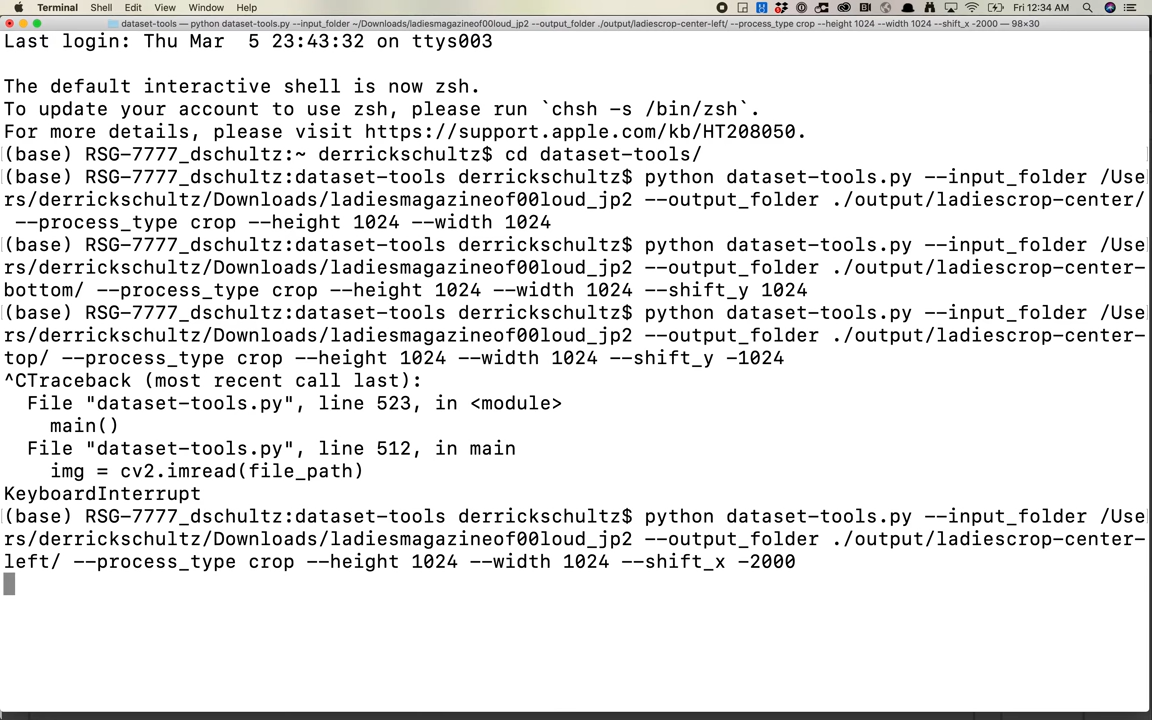 Terminal Shell Edit View Window Help Fri 12:34 AM
dataset-tools — python dataset-tools.py --input_folder ~/Downloads/ladiesmagazineof00loud_jp2 --output_folder ./output/ladiescrop-center-left/ --process_type crop --height 1024 --width 1024 --shift_x -2000 — 98×30
Last login: Thu Mar  5 23:43:32 on ttys003
The default interactive shell is now zsh.
To update your account to use zsh, please run `chsh -s /bin/zsh`.
For more details, please visit https://support.apple.com/kb/HT208050.
(base) RSG-7777_dschultz:~ derrickschultz$ cd dataset-tools/
(base) RSG-7777_dschultz:dataset-tools derrickschultz$ python dataset-tools.py --input_folder /Use
rs/derrickschultz/Downloads/ladiesmagazineof00loud_jp2 --output_folder ./output/ladiescrop-center/
--process_type crop --height 1024 --width 1024
(base) RSG-7777_dschultz:dataset-tools derrickschultz$ python dataset-tools.py --input_folder /Use
rs/derrickschultz/Downloads/ladiesmagazineof00loud_jp2 --output_folder ./output/ladiescrop-center-
bottom/ --process_type crop --height 1024 --width 1024 --shift_y 1024
(base) RSG-7777_dschultz:dataset-tools derrickschultz$ python dataset-tools.py --input_folder /Use
rs/derrickschultz/Downloads/ladiesmagazineof00loud_jp2 --output_folder ./output/ladiescrop-center-
top/ --process_type crop --height 1024 --width 1024 --shift_y -1024
^CTraceback (most recent call last):
  File "dataset-tools.py", line 523, in <module>
    main()
  File "dataset-tools.py", line 512, in main
    img = cv2.imread(file_path)
KeyboardInterrupt
(base) RSG-7777_dschultz:dataset-tools derrickschultz$ python dataset-tools.py --input_folder /Use
rs/derrickschultz/Downloads/ladiesmagazineof00loud_jp2 --output_folder ./output/ladiescrop-center-
left/ --process_type crop --height 1024 --width 1024 --shift_x -2000